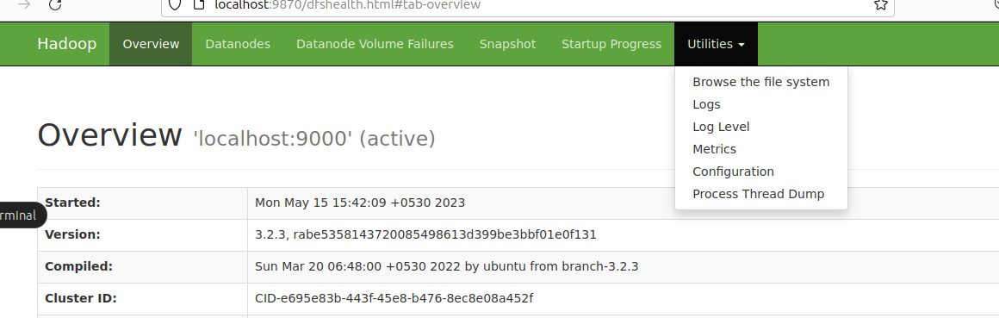 localhost:9870/dfshealth.html#tab-overview
Hadoop Overview Datanodes Datanode Volume Failures Snapshot Startup Progress Utilities
Browse the file system
Logs
Log Level
Metrics
Configuration
Process Thread Dump
Overview 'localhost:9000' (active)
rminal
Started: Mon May 15 15:42:09 +0530 2023
Version: 3.2.3, rabe5358143720085498613d399be3bbf01e0f131
Compiled: Sun Mar 20 06:48:00 +0530 2022 by ubuntu from branch-3.2.3
Cluster ID: CID-e695e83b-443f-45e8-b476-8ec8e08a452f